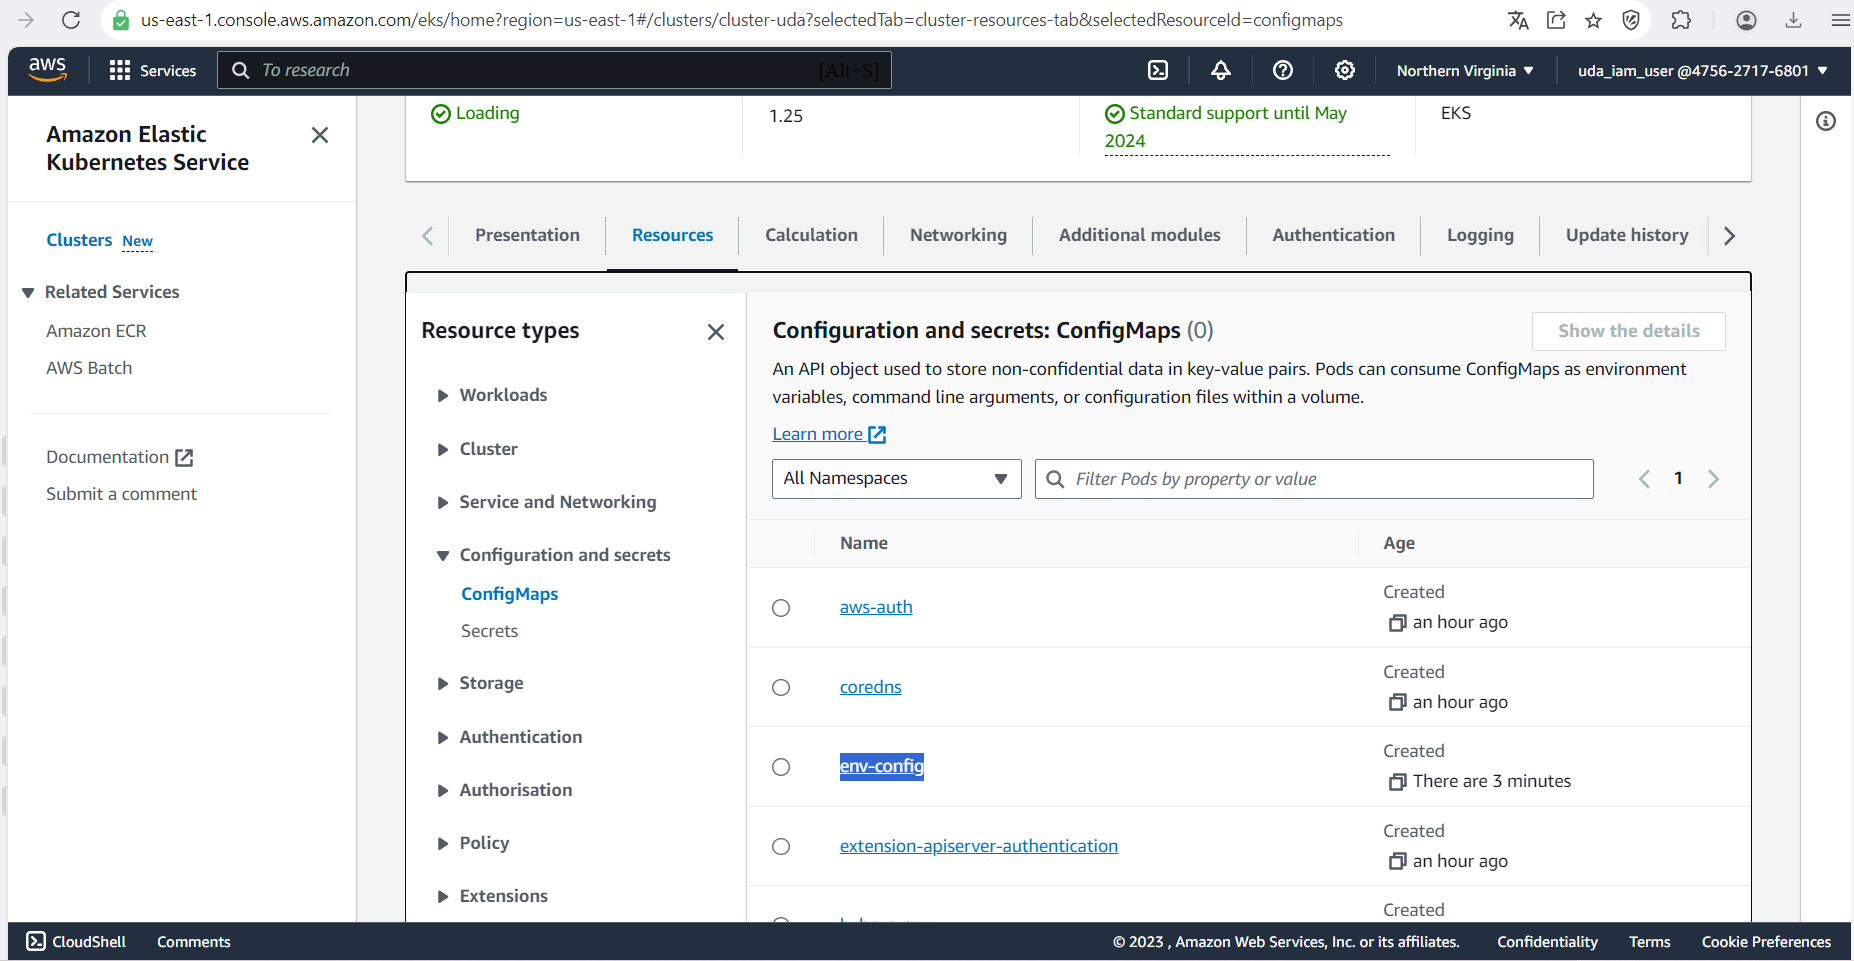 us-east-1.console.aws.amazon.com/eks/home?region=us-east-1#/clusters/cluster-uda?selectedTab=cluster-resources-tab&selectedResourceId=configmaps
aws
Services
To research
[Alt+S]
Northern Virginia
uda_iam_user @4756-2717-6801
Amazon Elastic
Kubernetes Service
Clusters New
Related Services
Amazon ECR
AWS Batch
Documentation
Submit a comment
Loading
1.25
Standard support until May
2024
EKS
Presentation
Resources
Calculation
Networking
Additional modules
Authentication
Logging
Update history
Resource types
Workloads
Cluster
Service and Networking
Configuration and secrets
ConfigMaps
Secrets
Storage
Authentication
Authorisation
Policy
Extensions
Configuration and secrets: ConfigMaps (0)
Show the details
An API object used to store non-confidential data in key-value pairs. Pods can consume ConfigMaps as environment
variables, command line arguments, or configuration files within a volume.
Learn more
All Namespaces
Filter Pods by property or value
1
Name
Age
aws-auth
Created
an hour ago
coredns
Created
an hour ago
env-config
Created
There are 3 minutes
extension-apiserver-authentication
Created
an hour ago
Created
CloudShell
Comments
© 2023 , Amazon Web Services, Inc. or its affiliates.
Confidentiality
Terms
Cookie Preferences